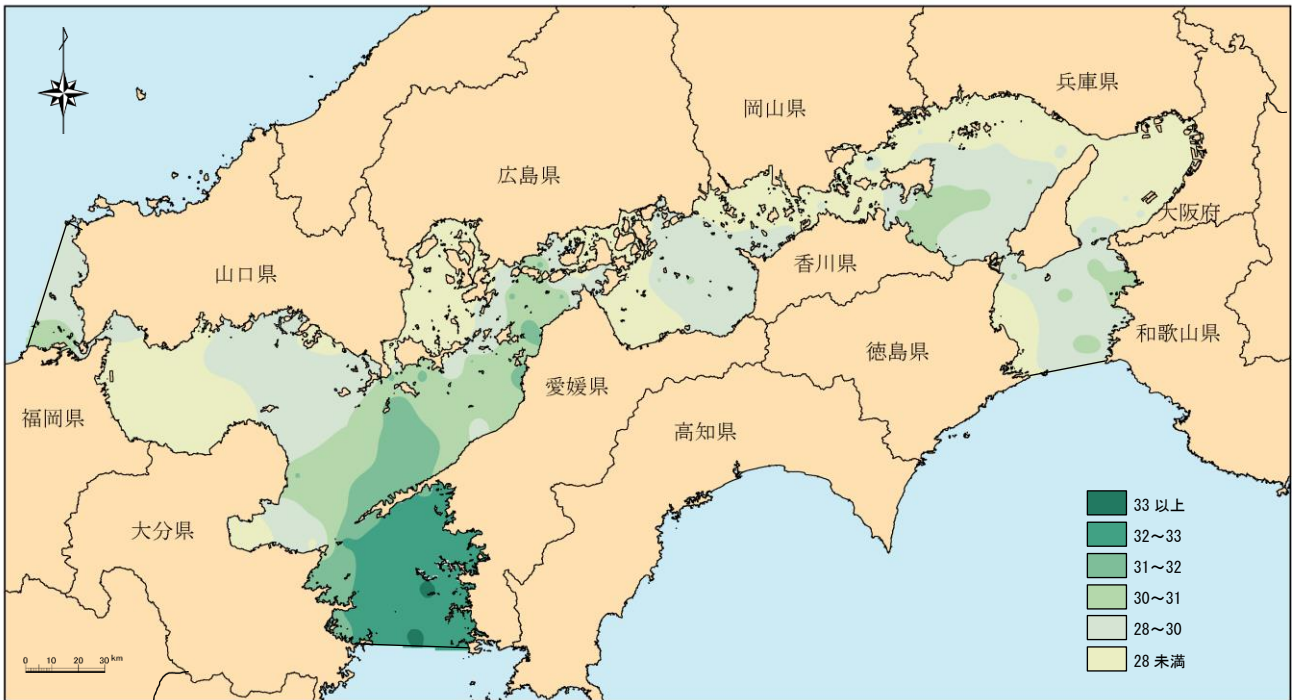 兵庫県
岡山県
広島県
大阪府
山口県
香川県
和歌山県
徳島県
愛媛県
福岡県
高知県
大分県
33 以上
32～33
31～32
30～31
28～30
28 未満
0 10 20 30 km